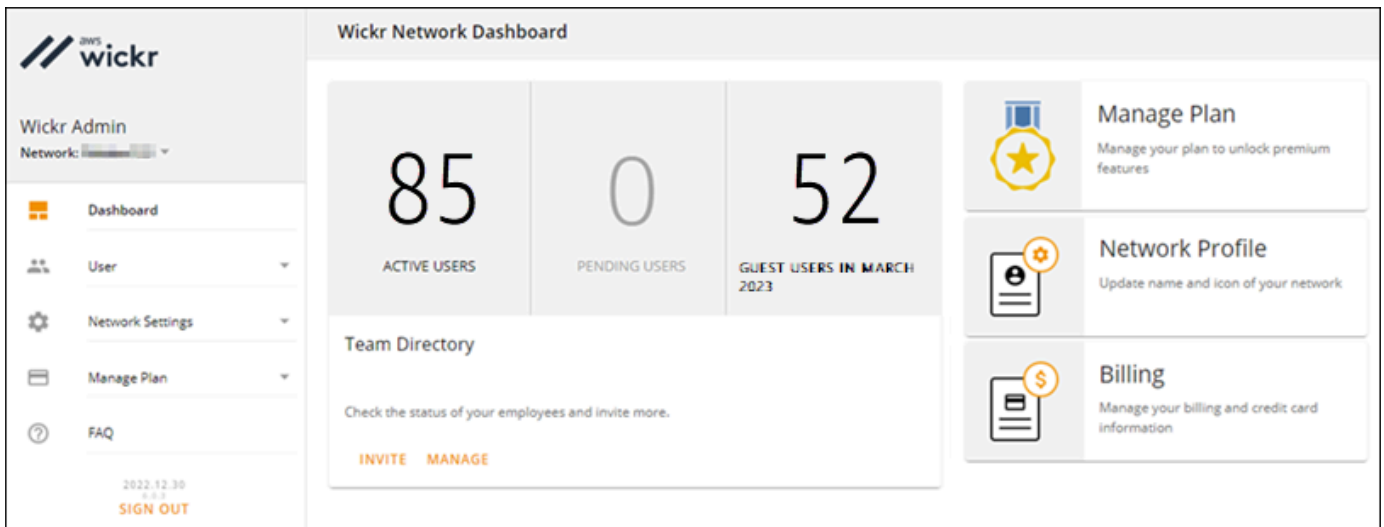 aws
wickr
Wickr Admin
Network:
Dashboard
User
Network Settings
Manage Plan
FAQ
2022.12.30
SIGN OUT
Wickr Network Dashboard
85
ACTIVE USERS
0
PENDING USERS
52
GUEST USERS IN MARCH
2023
Team Directory
Check the status of your employees and invite more.
INVITE MANAGE
Manage Plan
Manage your plan to unlock premium
features
Network Profile
Update name and icon of your network
Billing
Manage your billing and credit card
information